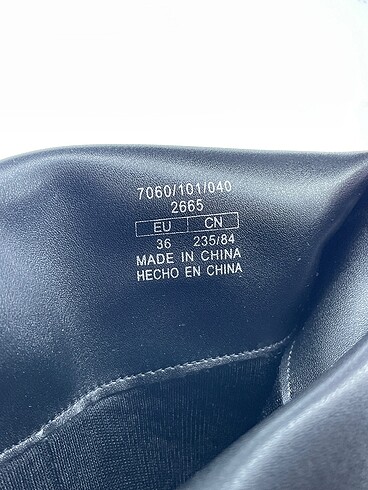 7060/101/040
2665
EU CN
36 235/84
MADE IN CHINA
HECHO EN CHINA